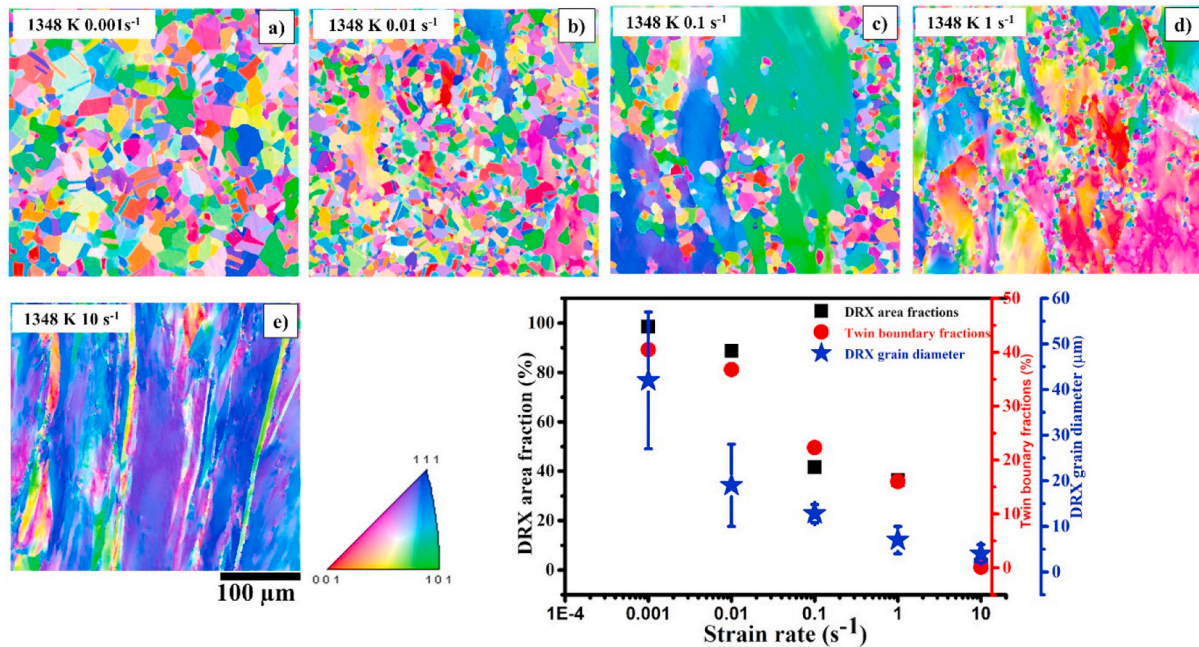 1348 K 0.001s⁻¹
a)
1348 K 0.01 s⁻¹
b)
1348 K 0.1 s⁻¹
c)
1348 K 1 s⁻¹
d)
1348 K 10 s⁻¹
e)
100 µm
111
001
101
DRX area fraction (%)
100
80
60
40
20
0
1E-4
0.001
0.01
0.1
1
10
Strain rate (s⁻¹)
DRX area fractions
Twin boundary fractions
DRX grain diameter
50
40
30
20
10
0
Twin bounary fractions (%)
60
50
40
30
20
10
0
DRX grain diameter (µm)